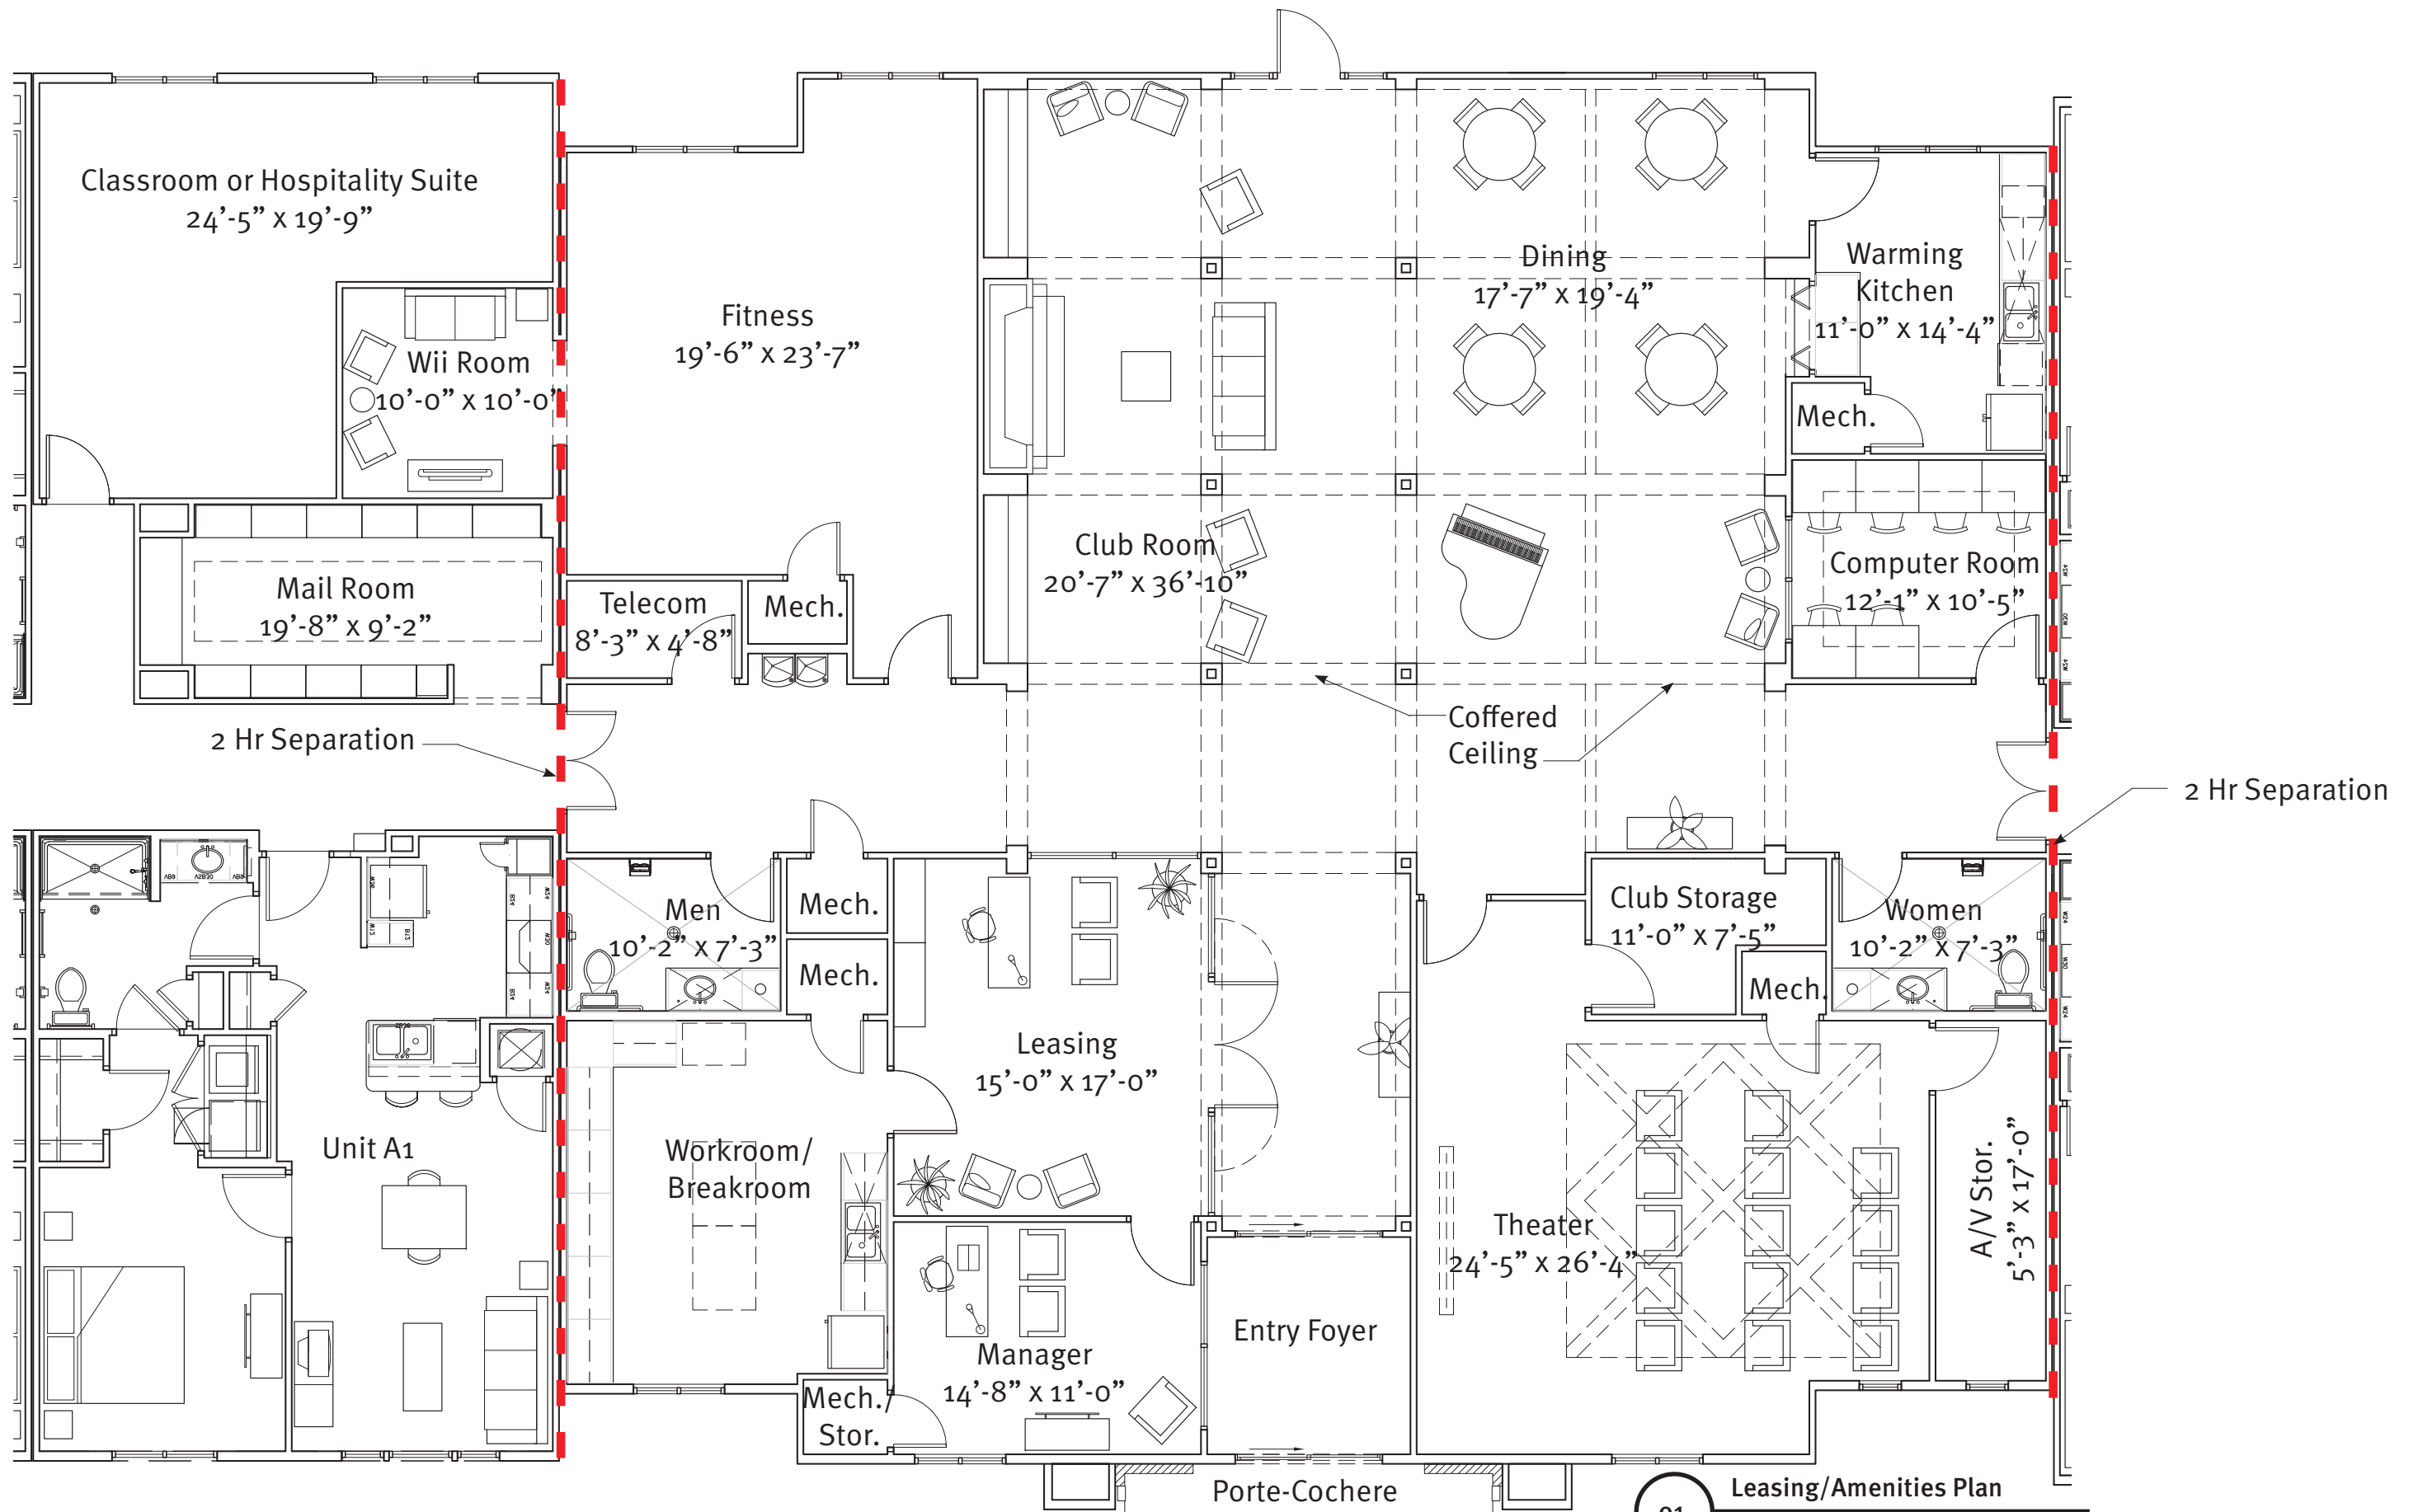 Classroom or Hospitality Suite
24'-5" x 19'-9"
Wii Room
10'-0" x 10'-0"
Fitness
19'-6" x 23'-7"
Dining
17'-7" x 19'-4"
Warming
Kitchen
11'-0" x 14'-4"
Mech.
Mail Room
19'-8" x 9'-2"
Telecom
8'-3" x 4'-8"
Mech.
Club Room
20'-7" x 36'-10"
Computer Room
12'-1" x 10'-5"
2 Hr Separation
Coffered
Ceiling
2 Hr Separation
Men
10'-2" x 7'-3"
Mech.
Mech.
Leasing
15'-0" x 17'-0"
Club Storage
11'-0" x 7'-5"
Mech.
Women
10'-2" x 7'-3"
Unit A1
Workroom/
Breakroom
Theater
24'-5" x 26'-4"
A/V Stor.
5'-3" x 17'-0"
Manager
14'-8" x 11'-0"
Mech./
Stor.
Entry Foyer
Porte-Cochere
01
Leasing/Amenities Plan